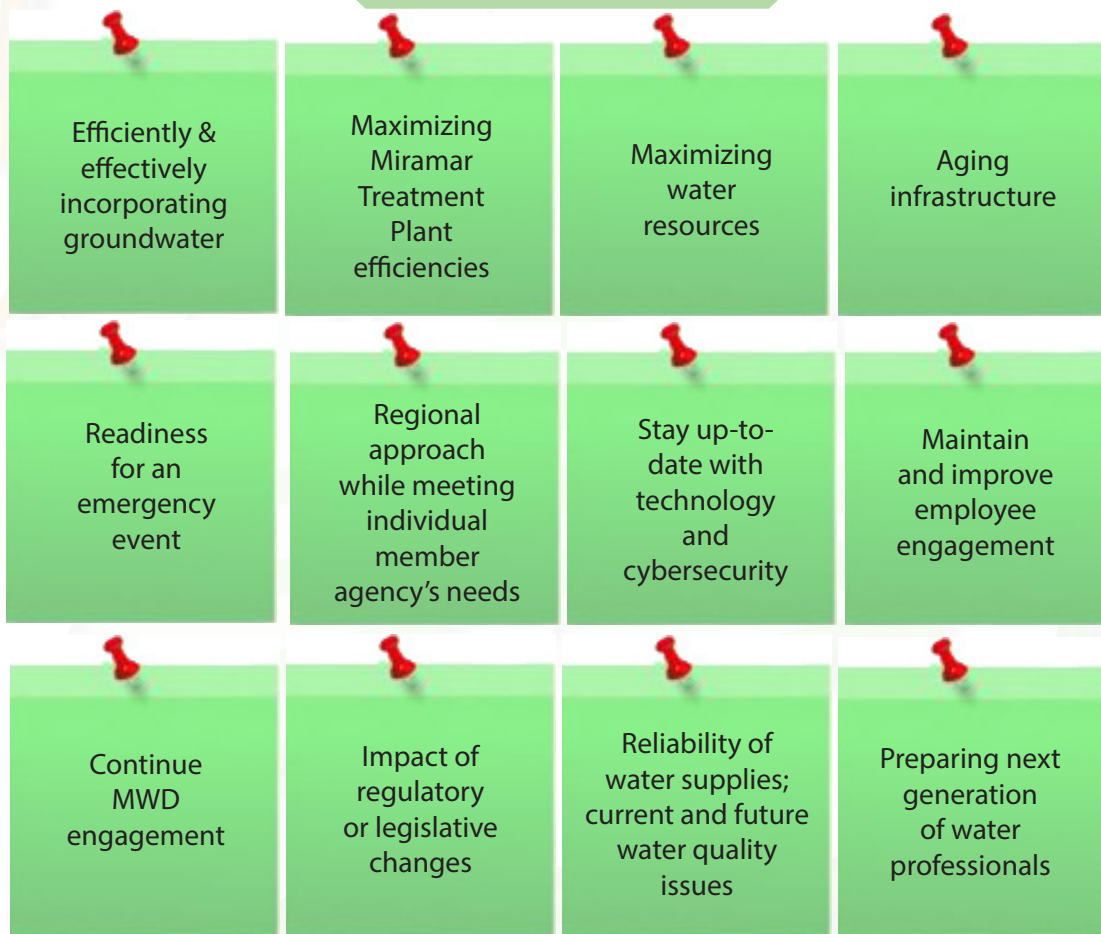 Efficiently &
effectively
incorporating
groundwater
Maximizing
Miramar
Treatment
Plant
efficiencies
Maximizing
water
resources
Aging
infrastructure
Readiness
for an
emergency
event
Regional
approach
while meeting
individual
member
agency’s needs
Stay up-to-
date with
technology
and
cybersecurity
Maintain
and improve
employee
engagement
Continue
MWD
engagement
Impact of
regulatory
or legislative
changes
Reliability of
water supplies;
current and future
water quality
issues
Preparing next
generation
of water
professionals